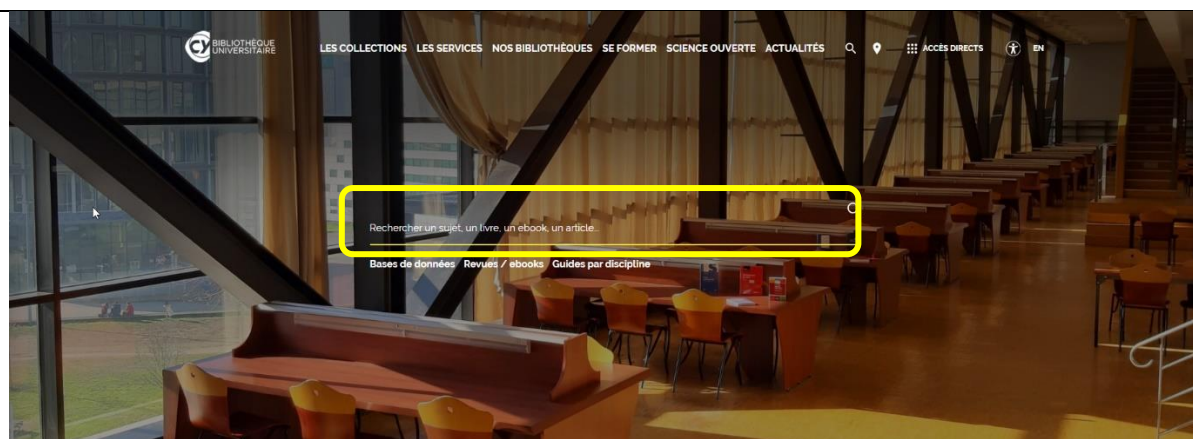 CY BIBLIOTHÈQUE
UNIVERSITAIRE
LES COLLECTIONS LES SERVICES NOS BIBLIOTHÈQUES SE FORMER SCIENCE OUVERTE ACTUALITÉS ACCÈS DIRECTS EN
Rechercher un sujet, un livre, un ebook, un article...
Bases de données Revues / ebooks Guides par discipline